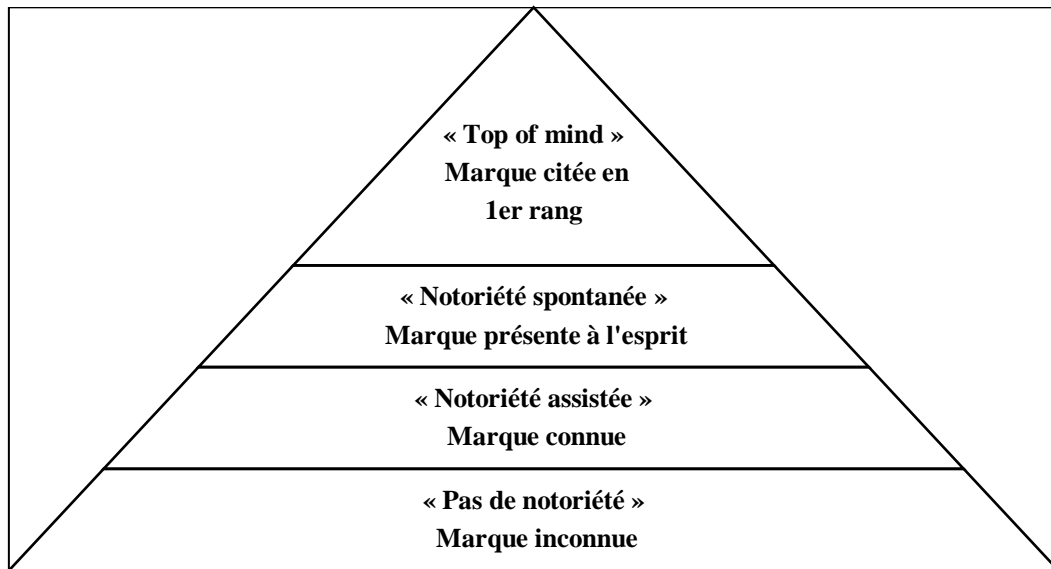 « Top of mind »
Marque citée en
1er rang
« Notoriété spontanée »
Marque présente à l'esprit
« Notoriété assistée »
Marque connue
« Pas de notoriété »
Marque inconnue